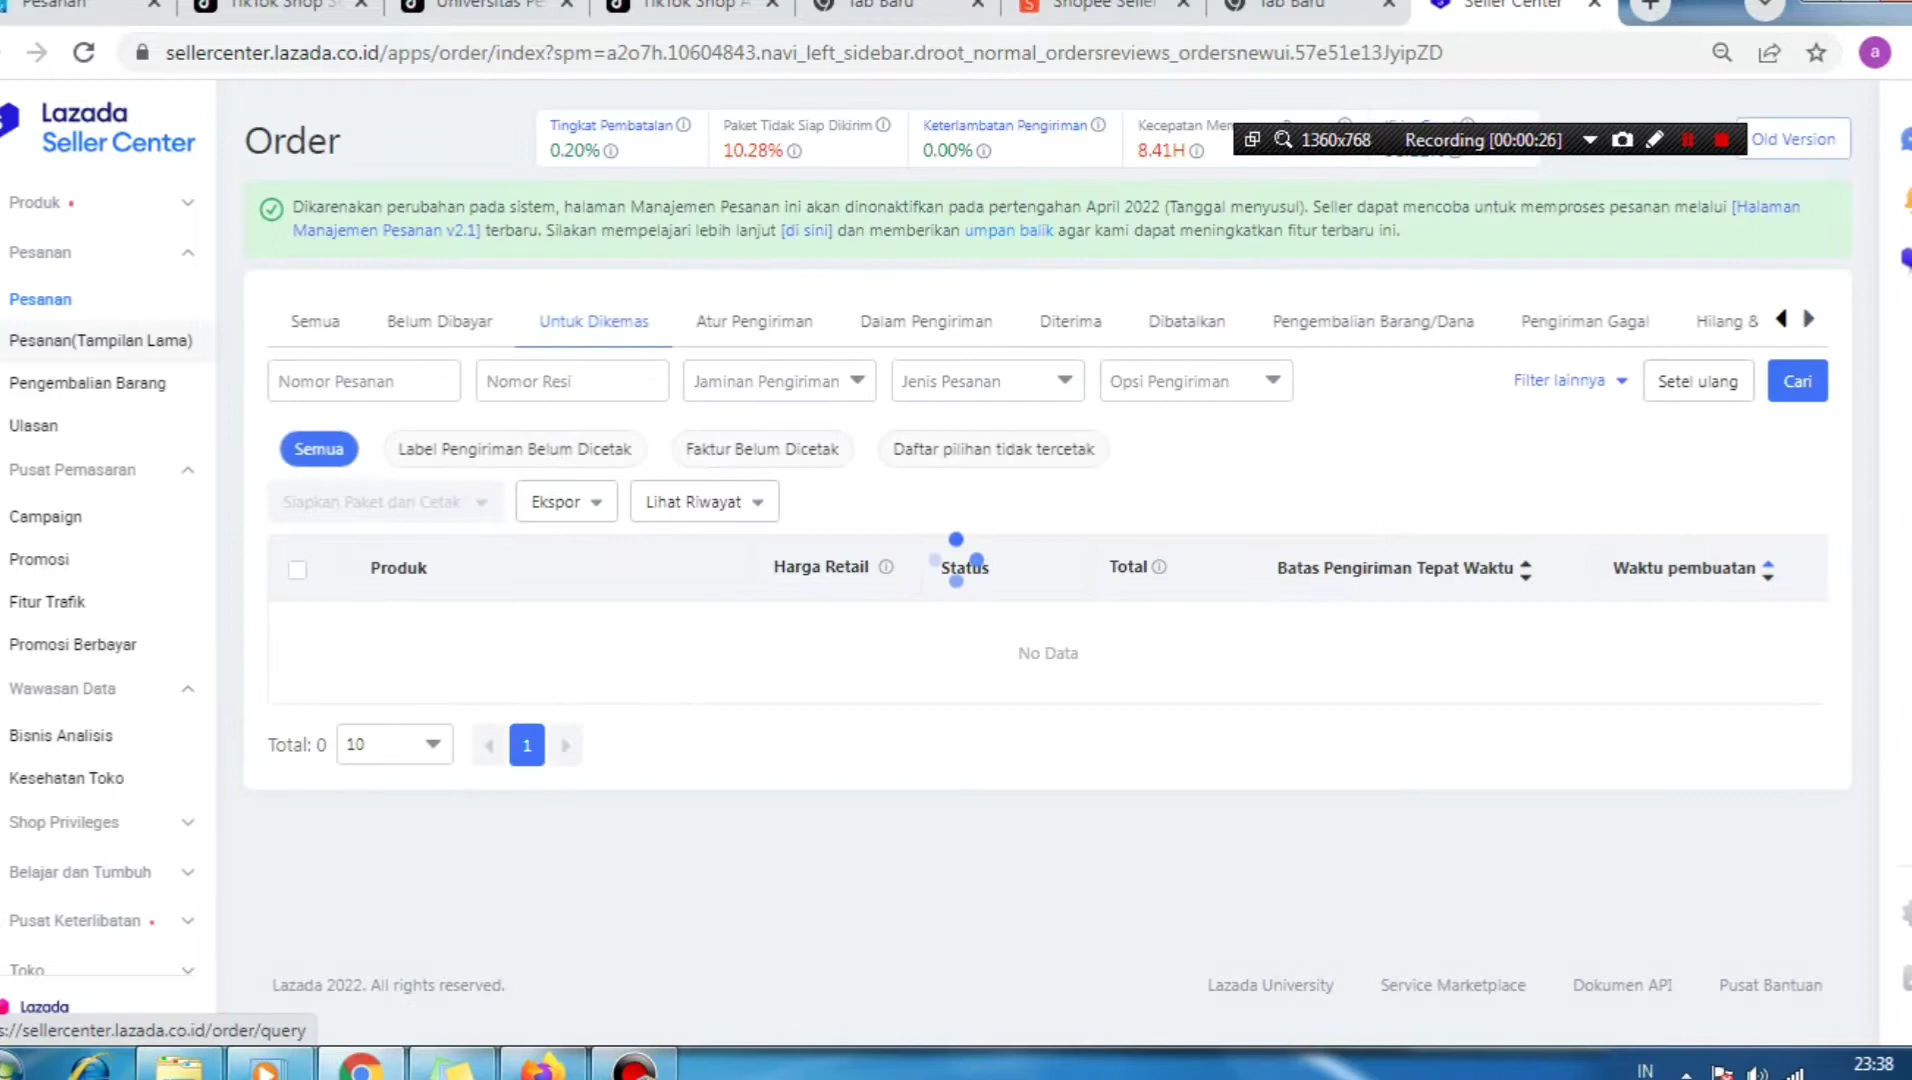 Pesanan
TikTok Shop S
Universitas Pe
TikTok Shop A
Tab Baru
Shopee Seller
Tab Baru
Seller Center
sellercenter.lazada.co.id/apps/order/index?spm=a2o7h.10604843.navi_left_sidebar.droot_normal_ordersreviews_ordersnewui.57e51e13JyipZD
a
Lazada
Seller Center
Produk
Pesanan
Pesanan
Pesanan(Tampilan Lama)
Pengembalian Barang
Ulasan
Pusat Pemasaran
Campaign
Promosi
Fitur Trafik
Promosi Berbayar
Wawasan Data
Bisnis Analisis
Kesehatan Toko
Shop Privileges
Belajar dan Tumbuh
Pusat Keterlibatan
Toko
Lazada
Order
Tingkat Pembatalan
0.20%
Paket Tidak Siap Dikirim
10.28%
Keterlambatan Pengiriman
0.00%
Kecepatan Men
8.41H
1360x768 Recording [00:00:26]
Old Version
Dikarenakan perubahan pada sistem, halaman Manajemen Pesanan ini akan dinonaktifkan pada pertengahan April 2022 (Tanggal menyusul). Seller dapat mencoba untuk memproses pesanan melalui [Halaman
Manajemen Pesanan v2.1] terbaru. Silakan mempelajari lebih lanjut [di sini] dan memberikan umpan balik agar kami dapat meningkatkan fitur terbaru ini.
Semua Belum Dibayar Untuk Dikemas Atur Pengiriman Dalam Pengiriman Diterima Dibatalkan Pengembalian Barang/Dana Pengiriman Gagal Hilang &
Nomor Pesanan Nomor Resi Jaminan Pengiriman Jenis Pesanan Opsi Pengiriman Filter lainnya Setel ulang Cari
Semua Label Pengiriman Belum Dicetak Faktur Belum Dicetak Daftar pilihan tidak tercetak
Siapkan Paket dan Cetak Ekspor Lihat Riwayat
Produk Harga Retail Status Total Batas Pengiriman Tepat Waktu Waktu pembuatan
No Data
Total: 0 10 1
Lazada 2022. All rights reserved. Lazada University Service Marketplace Dokumen API Pusat Bantuan
s://sellercenter.lazada.co.id/order/query
IN 23:38